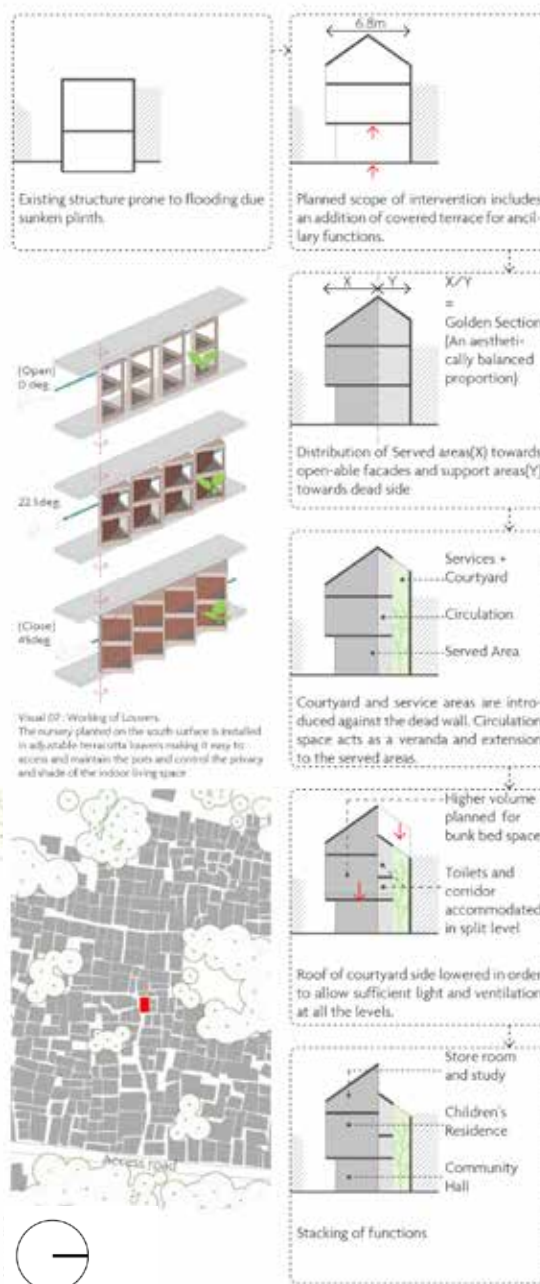 Existing structure prone to flooding due
sunken plinth.
X
6.8m
Planned scope of intervention includes
an addition of covered terrace for ancil-
lary functions.
X
Y
X/Y
=
Golden Section
(An aestheti-
cally balanced
proportion)
Distribution of Served areas(X) towards
open-able facades and support areas(Y)
towards dead side
Services +
Courtyard
Circulation
Served Area
Courtyard and service areas are intro-
duced against the dead wall. Circulation
space acts as a veranda and extension
to the served areas.
Higher volume
planned for
bunk bed space
Toilets and
corridor
accommodated
in split level
Roof of courtyard side lowered in order
to allow sufficient light and ventilation
at all the levels.
Store room
and study
Children's
Residence
Community
Hall
Stacking of functions
(Open)
0 deg
22.5deg
(Close)
45deg
Visual 07 : Working of Louvers.
The nursery planted on the south surface is installed
in adjustable terracotta louvers making it easy to
access and maintain the pots and control the privacy
and shade of the indoor living space
Access road